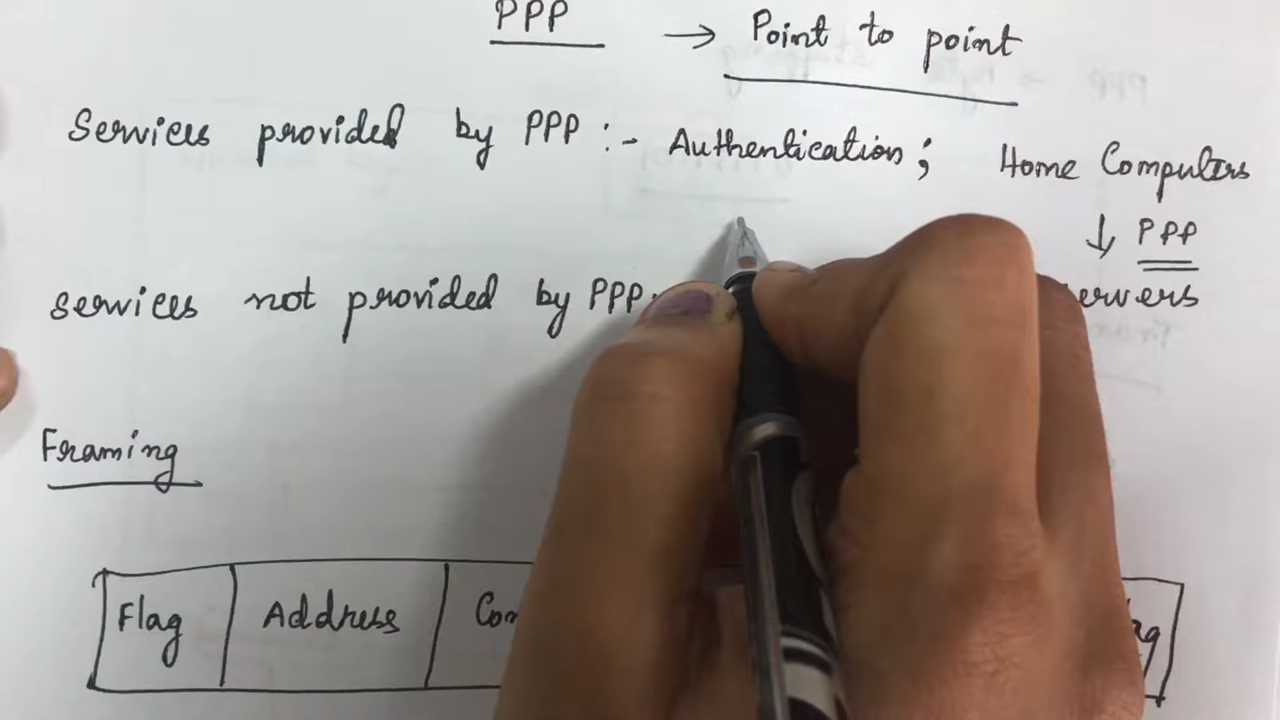 PPP → Point to point
Services provided by PPP :- Authentication ; Home Computers
↓ PPP
services not provided by PPP
Framing
Flag Address